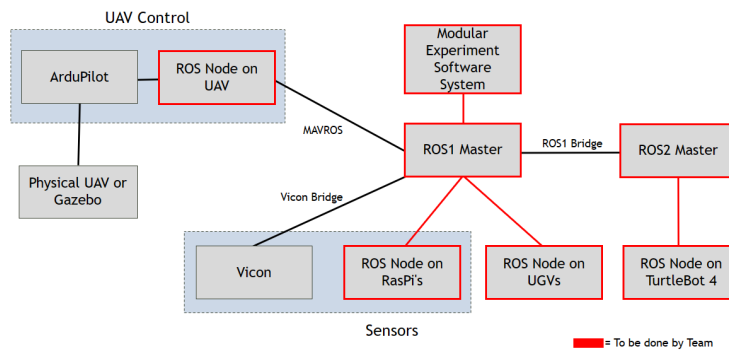 UAV Control
ArduPilot
ROS Node on
UAV
Modular
Experiment
Software
System
MAVROS
ROS1 Master
ROS1 Bridge
ROS2 Master
Physical UAV or
Gazebo
Vicon Bridge
Vicon
ROS Node on
RasPi's
ROS Node on
UGVs
ROS Node on
TurtleBot 4
Sensors
= To be done by Team